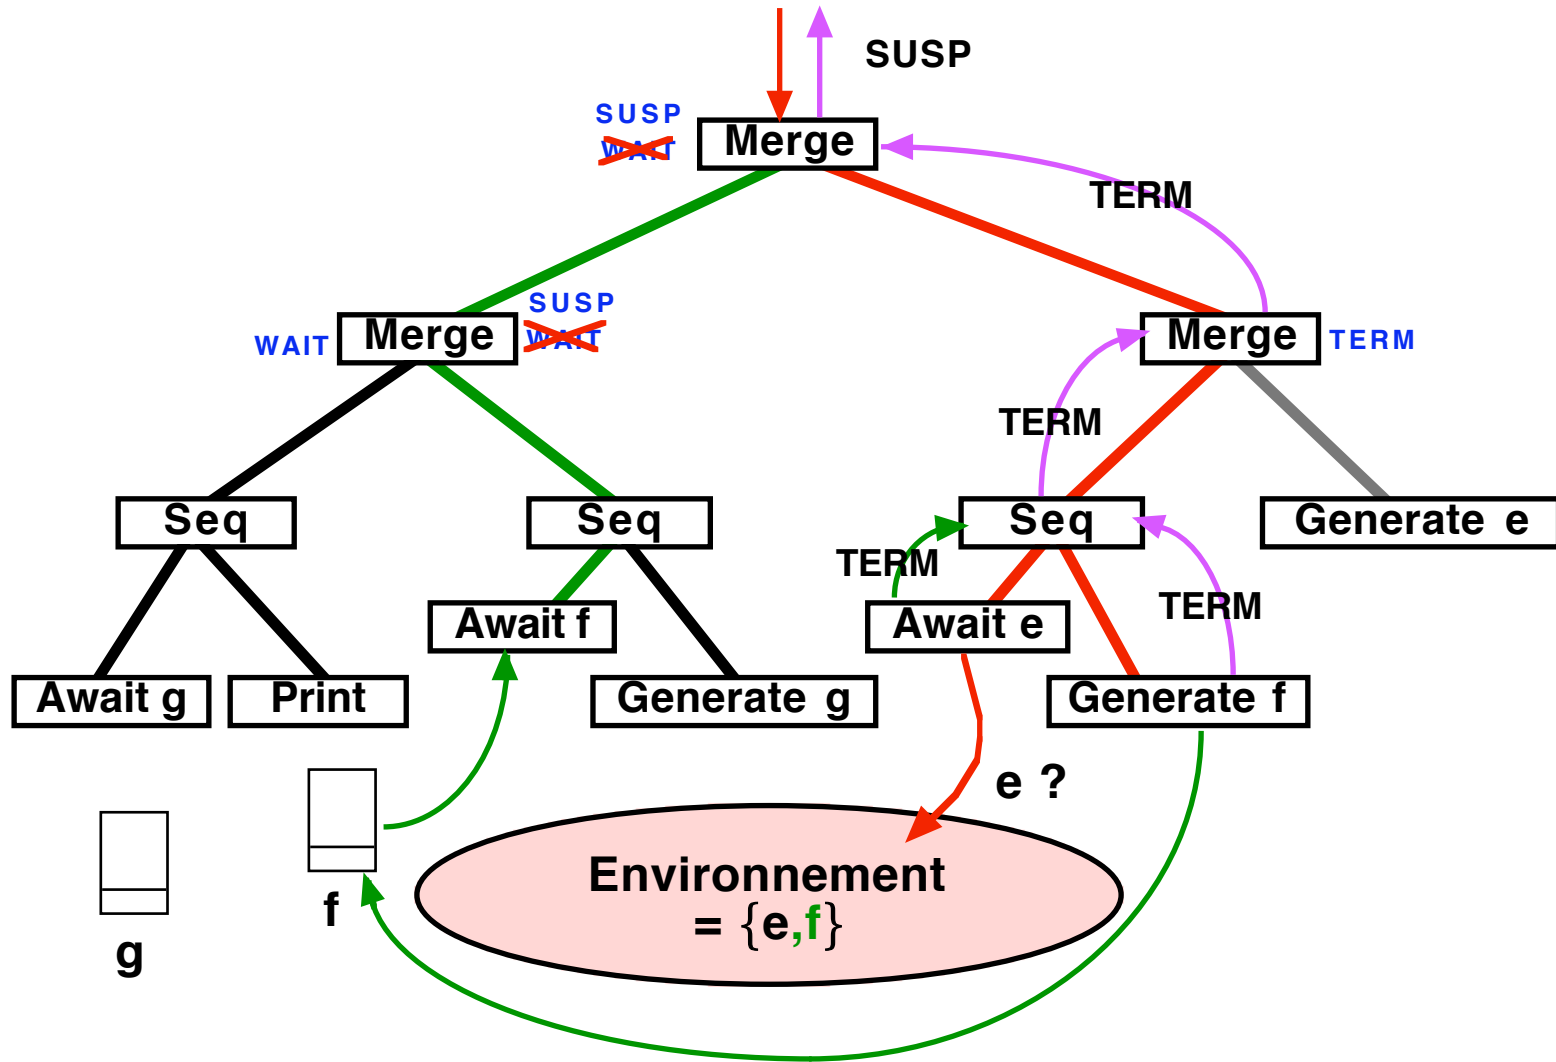 SUSP
SUSP
WAIT
Merge
TERM
SUSP
WAIT
Merge
WAIT
Merge
TERM
TERM
Seq
Seq
Seq
Generate e
TERM
TERM
Await f
Await e
Await g
Print
Generate g
Generate f
e ?
Environnement
= {e,f}
f
g